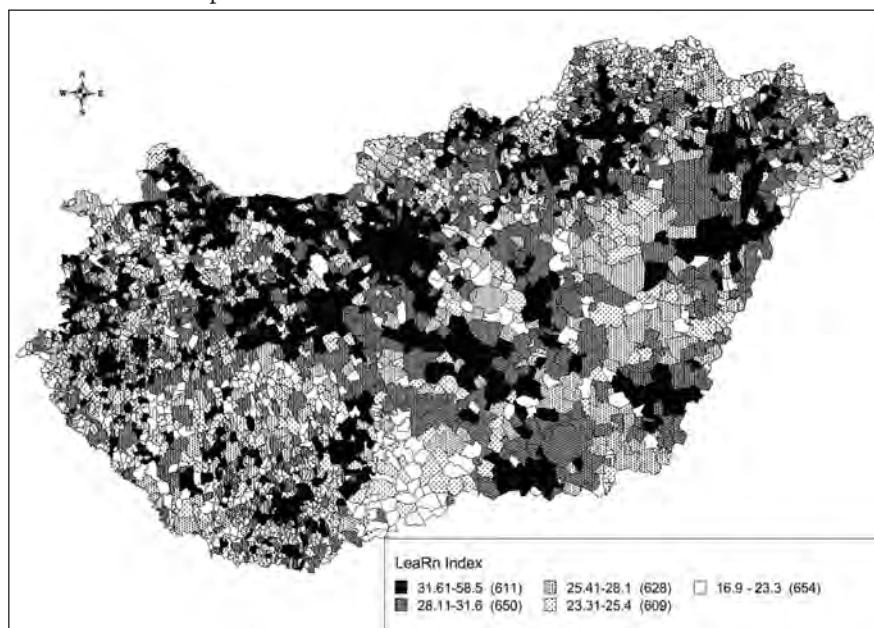 N
W E
S
LeaRn Index
31.61-58.5 (611) 25.41-28.1 (628) 16.9 - 23.3 (654)
28.11-31.6 (650) 23.31-25.4 (609)